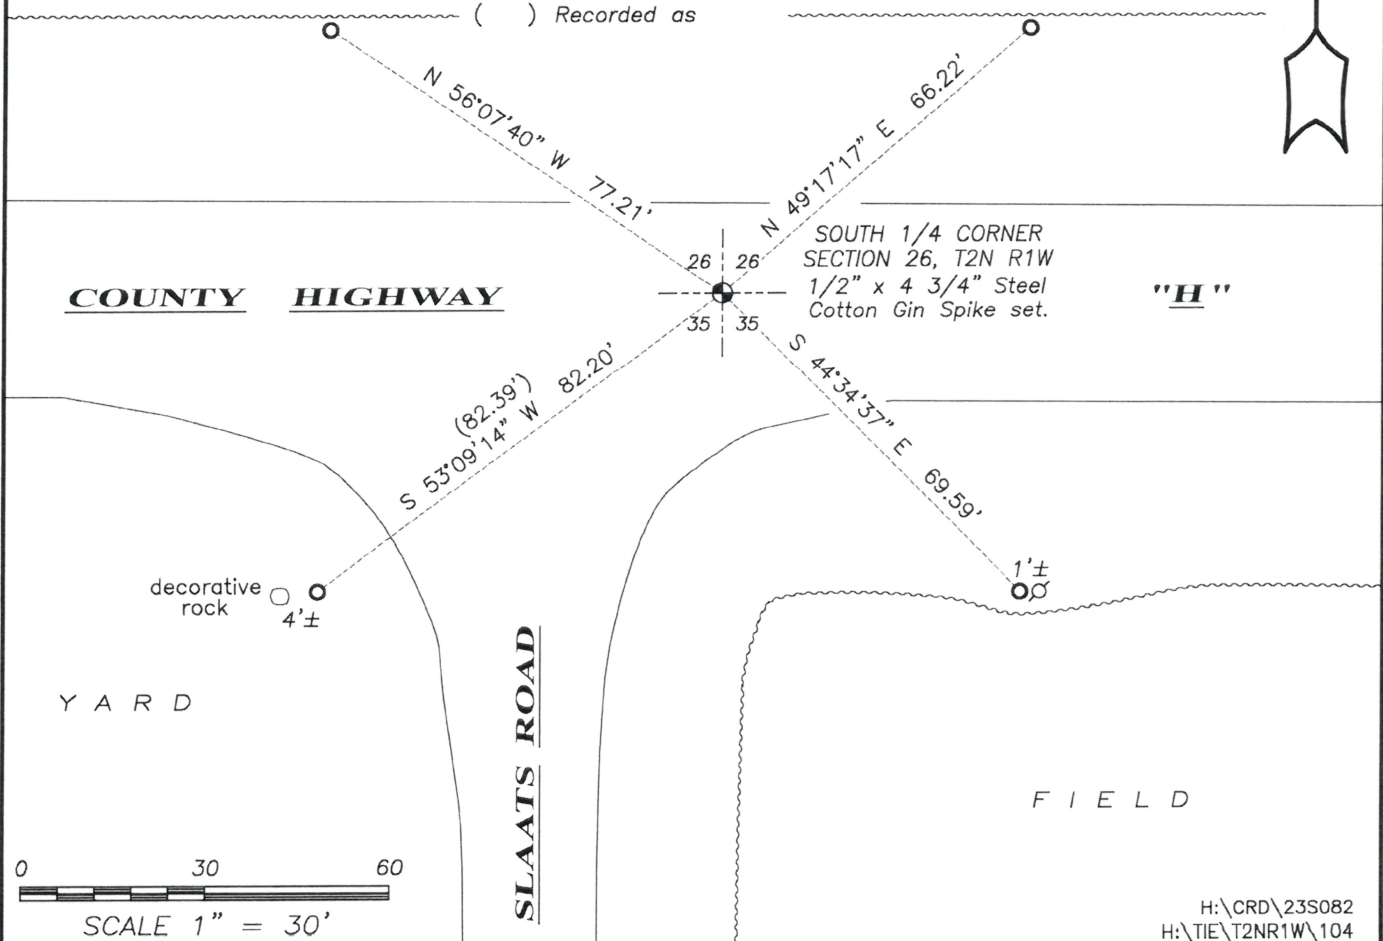 ( ) Recorded as
N 56°07'40" W 77.21'
N 49°17'17" E 66.22'
SOUTH 1/4 CORNER
SECTION 26, T2N R1W
1/2" x 4 3/4" Steel
Cotton Gin Spike set.
26 26
35 35
COUNTY HIGHWAY "H"
(82.39')
S 53°09'14" W 82.20'
S 44°34'37" E 69.59'
decorative
rock
4'±
1'±
YARD
SLAATS ROAD
FIELD
0 30 60
SCALE 1" = 30'
H:\CRD\23S082
H:\TIE\T2NR1W\104